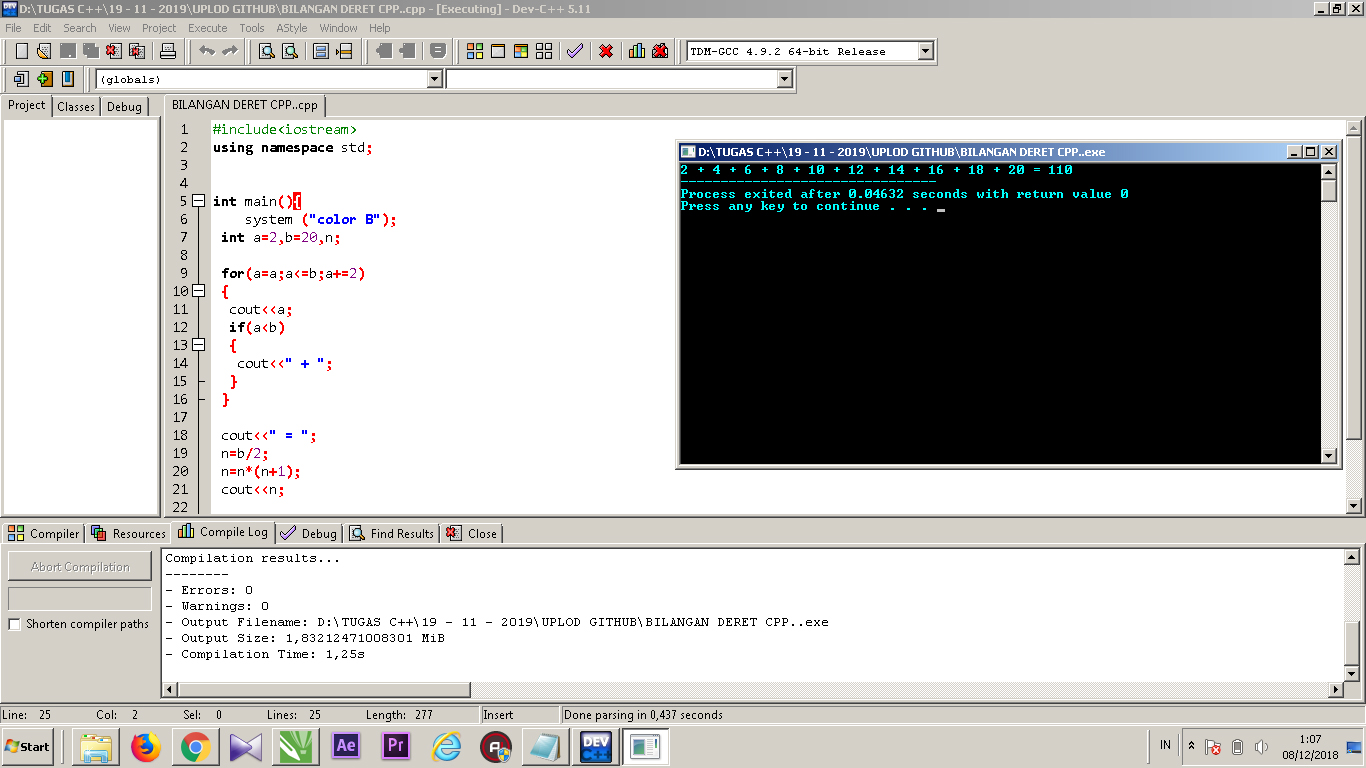 D:\TUGAS C++\19 - 11 - 2019\UPLOD GITHUB\BILANGAN DERET CPP..cpp - [Executing] - Dev-C++ 5.11
File Edit Search View Project Execute Tools AStyle Window Help
TDM-GCC 4.9.2 64-bit Release
(globals)
Project Classes Debug
BILANGAN DERET CPP..cpp
1 #include<iostream>
2 using namespace std;
3
4
5 int main(){
6 system ("color B");
7 int a=2,b=20,n;
8
9 for(a=a;a<=b;a+=2)
10 {
11 cout<<a;
12 if(a<b)
13 {
14 cout<<" + ";
15 }
16 }
17
18 cout<<" = ";
19 n=b/2;
20 n=n*(n+1);
21 cout<<n;
22
D:\TUGAS C++\19 - 11 - 2019\UPLOD GITHUB\BILANGAN DERET CPP..exe
2 + 4 + 6 + 8 + 10 + 12 + 14 + 16 + 18 + 20 = 110
--------------------------------
Process exited after 0.04632 seconds with return value 0
Press any key to continue . . .
Compiler Resources Compile Log Debug Find Results Close
Abort Compilation
Shorten compiler paths
Compilation results...
--------
- Errors: 0
- Warnings: 0
- Output Filename: D:\TUGAS C++\19 - 11 - 2019\UPLOD GITHUB\BILANGAN DERET CPP..exe
- Output Size: 1,83212471008301 MiB
- Compilation Time: 1,25s
Line: 25 Col: 2 Sel: 0 Lines: 25 Length: 277 Insert Done parsing in 0,437 seconds
Start
Ae
Pr
DEV
IN
1:07
08/12/2018